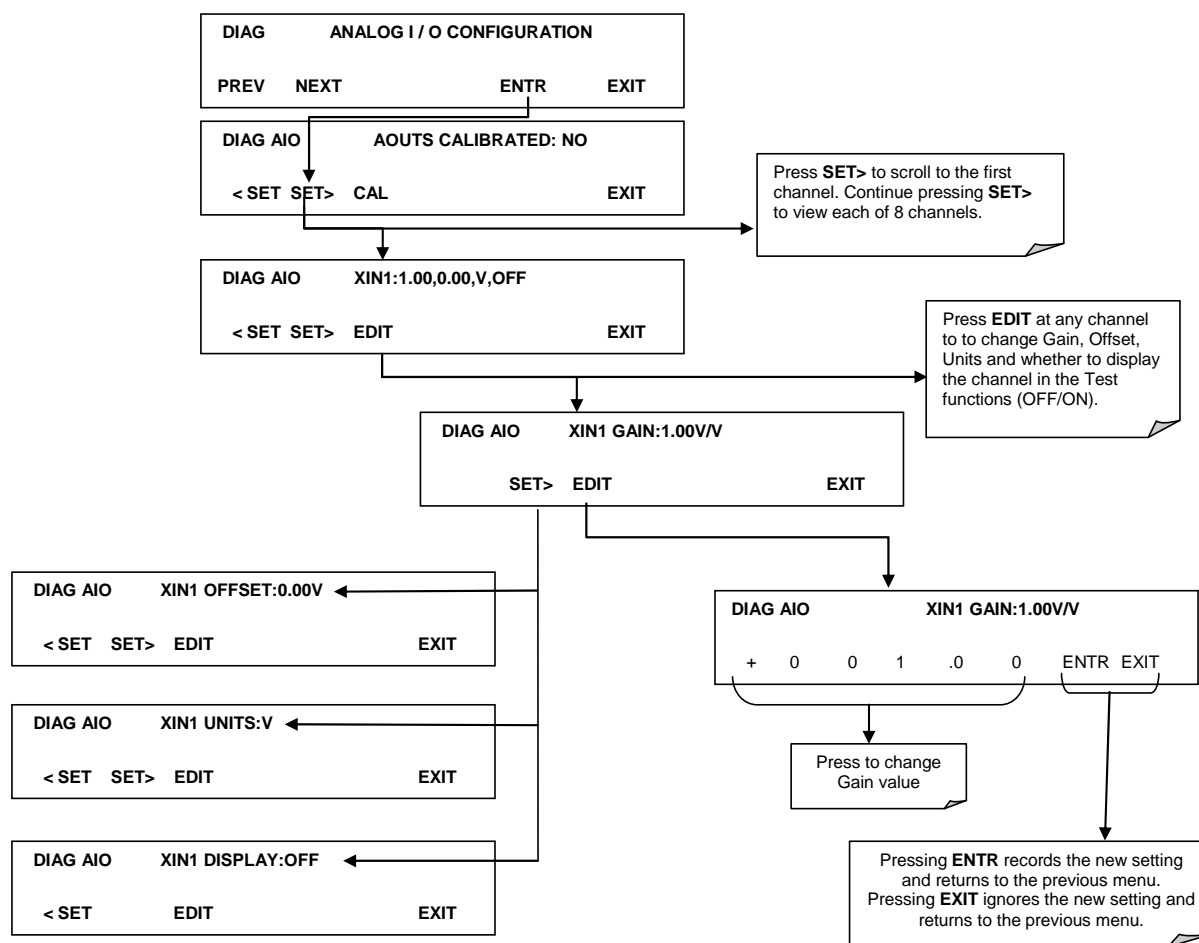 DIAG ANALOG I / O CONFIGURATION
PREV NEXT ENTR EXIT
DIAG AIO AOUTS CALIBRATED: NO
< SET SET> CAL EXIT
Press SET> to scroll to the first
channel. Continue pressing SET>
to view each of 8 channels.
DIAG AIO XIN1:1.00,0.00,V,OFF
< SET SET> EDIT EXIT
Press EDIT at any channel
to to change Gain, Offset,
Units and whether to display
the channel in the Test
functions (OFF/ON).
DIAG AIO XIN1 GAIN:1.00V/V
SET> EDIT EXIT
DIAG AIO XIN1 OFFSET:0.00V
< SET SET> EDIT EXIT
DIAG AIO XIN1 GAIN:1.00V/V
+ 0 0 1 .0 0 ENTR EXIT
DIAG AIO XIN1 UNITS:V
< SET SET> EDIT EXIT
Press to change
Gain value
DIAG AIO XIN1 DISPLAY:OFF
< SET EDIT EXIT
Pressing ENTR records the new setting
and returns to the previous menu.
Pressing EXIT ignores the new setting and
returns to the previous menu.